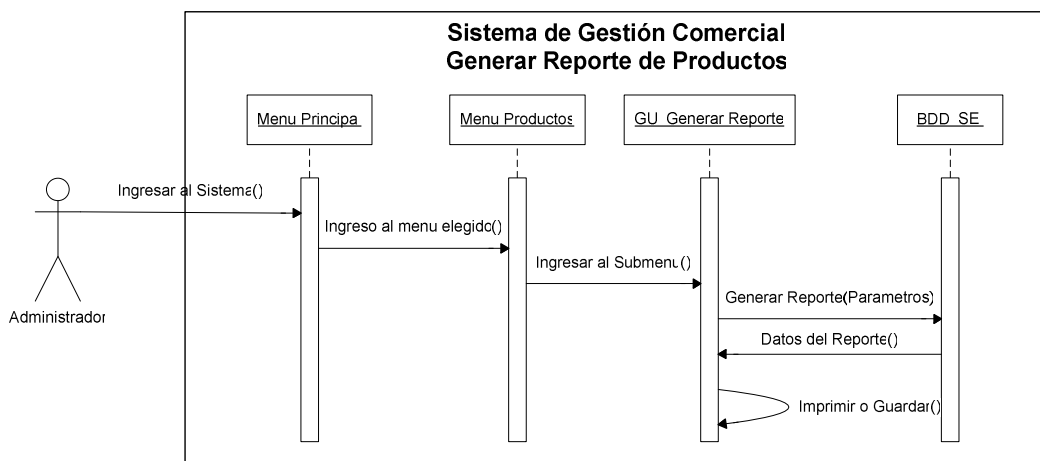 Sistema de Gestión Comercial
Generar Reporte de Productos
Menu Principa
Menu Productos
GU_Generar Reporte
BDD_SE
Ingresar al Sistema()
Ingreso al menu elegido()
Ingresar al Submenu()
Generar Reporte(Parametros)
Administrador
Datos del Reporte()
Imprimir o Guardar()